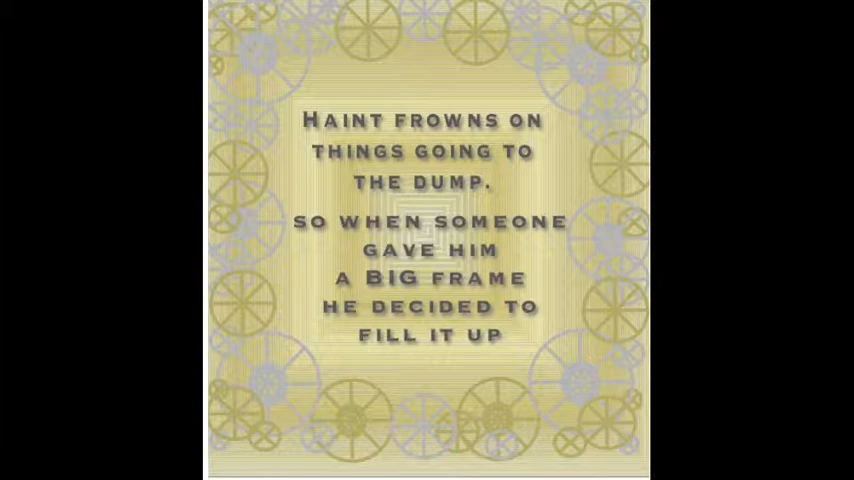 HAINT FROWNS ON
THINGS GOING TO
THE DUMP.
SO WHEN SOMEONE
GAVE HIM
A BIG FRAME
HE DECIDED TO
FILL IT UP